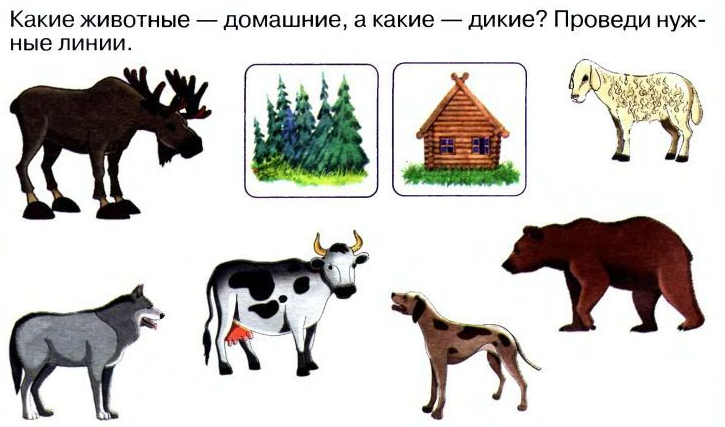 Какие животные — домашние, а какие — дикие? Проведи нуж-
ные линии.